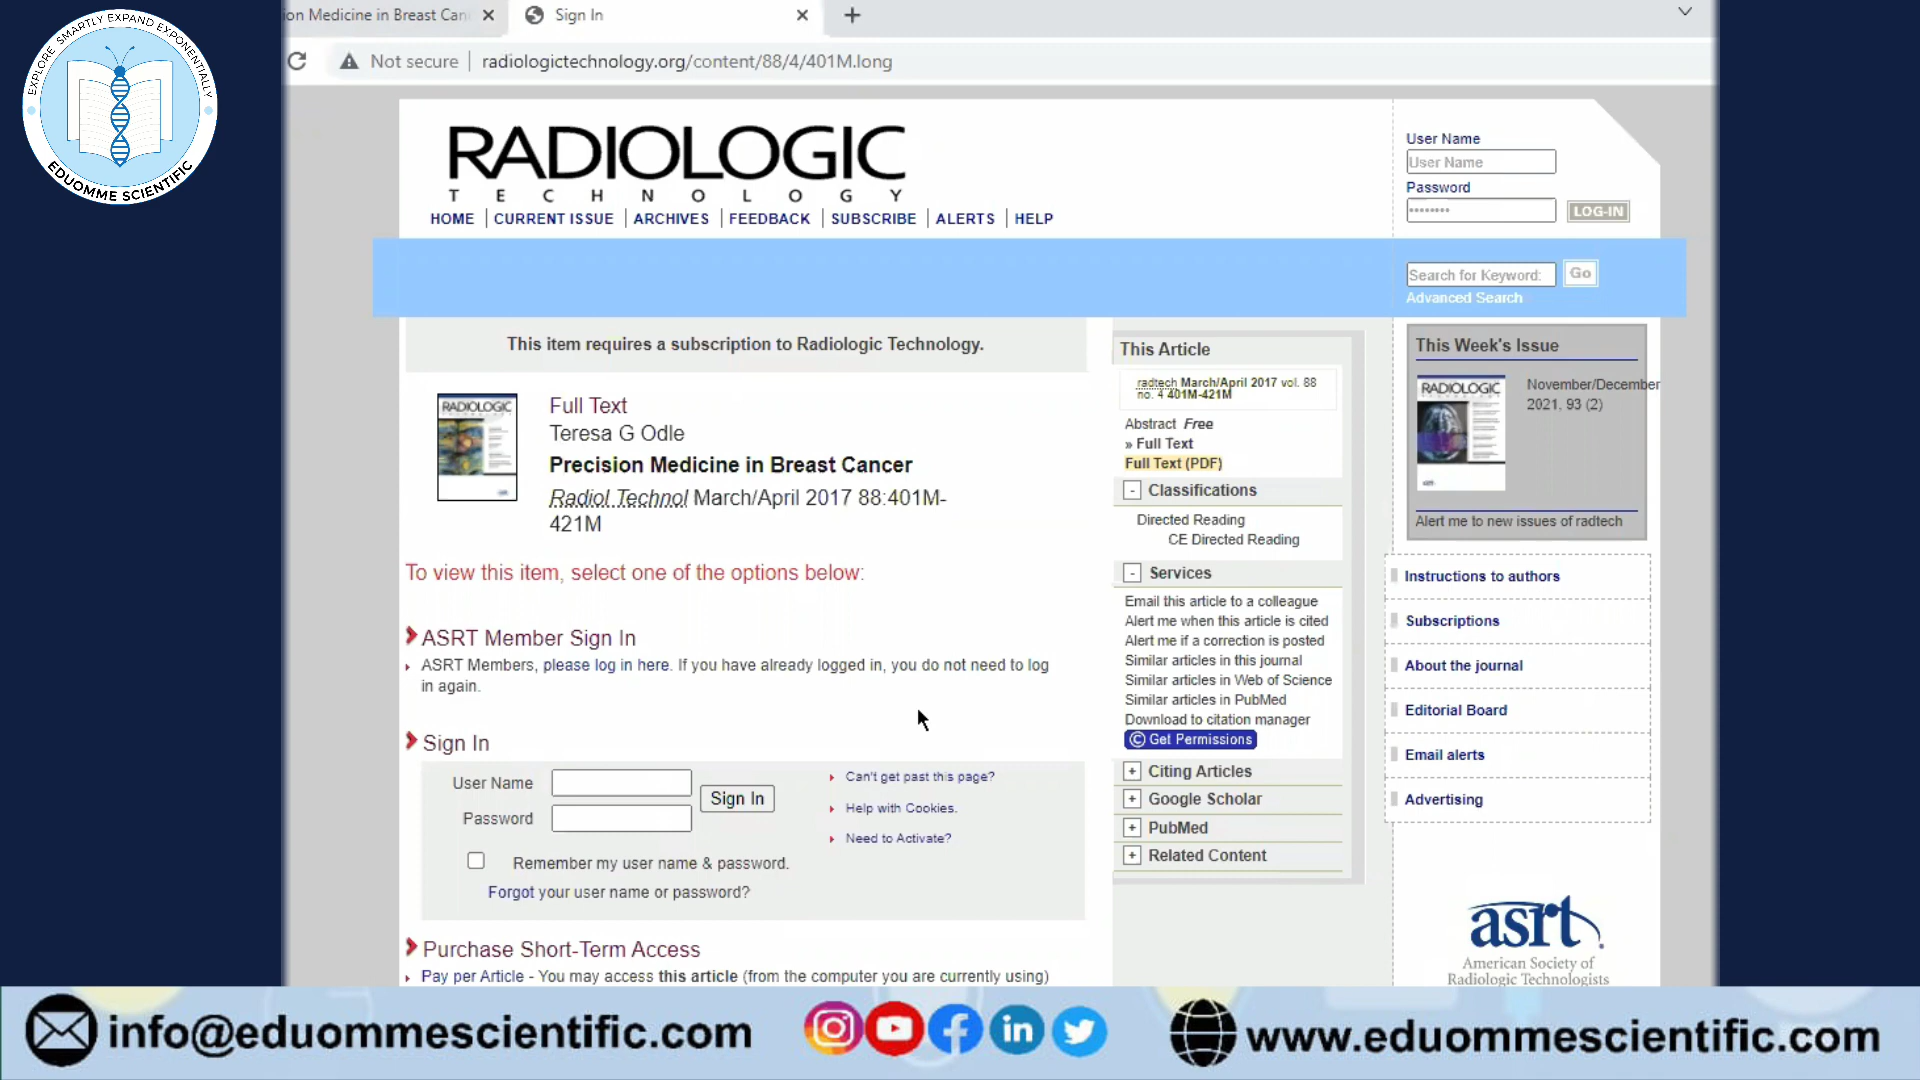 EXPLORE SMARTLY EXPAND EXPONENTIALLY
EDUOMME SCIENTIFIC
ion Medicine in Breast Can
Sign In
Not secure
radiologictechnology.org/content/88/4/401M.long
RADIOLOGIC
TECHNOLOGY
HOME
CURRENT ISSUE
ARCHIVES
FEEDBACK
SUBSCRIBE
ALERTS
HELP
User Name
User Name
Password
LOG-IN
Search for Keyword:
Go
Advanced Search
This item requires a subscription to Radiologic Technology.
RADIOLOGIC
Full Text
Teresa G Odle
Precision Medicine in Breast Cancer
Radiol Technol March/April 2017 88:401M-
421M
To view this item, select one of the options below:
ASRT Member Sign In
ASRT Members, please log in here. If you have already logged in, you do not need to log
in again.
Sign In
User Name
Password
Sign In
Can't get past this page?
Help with Cookies.
Need to Activate?
Remember my user name & password.
Forgot your user name or password?
Purchase Short-Term Access
Pay per Article - You may access this article (from the computer you are currently using)
This Article
radtech March/April 2017 vol. 88
no. 4 401M-421M
Abstract Free
» Full Text
Full Text (PDF)
- Classifications
Directed Reading
CE Directed Reading
- Services
Email this article to a colleague
Alert me when this article is cited
Alert me if a correction is posted
Similar articles in this journal
Similar articles in Web of Science
Similar articles in PubMed
Download to citation manager
© Get Permissions
+ Citing Articles
+ Google Scholar
+ PubMed
+ Related Content
This Week's Issue
RADIOLOGIC
November/December
2021, 93 (2)
Alert me to new issues of radtech
Instructions to authors
Subscriptions
About the journal
Editorial Board
Email alerts
Advertising
asrt
American Society of
Radiologic Technologists
info@eduommescientific.com
www.eduommescientific.com